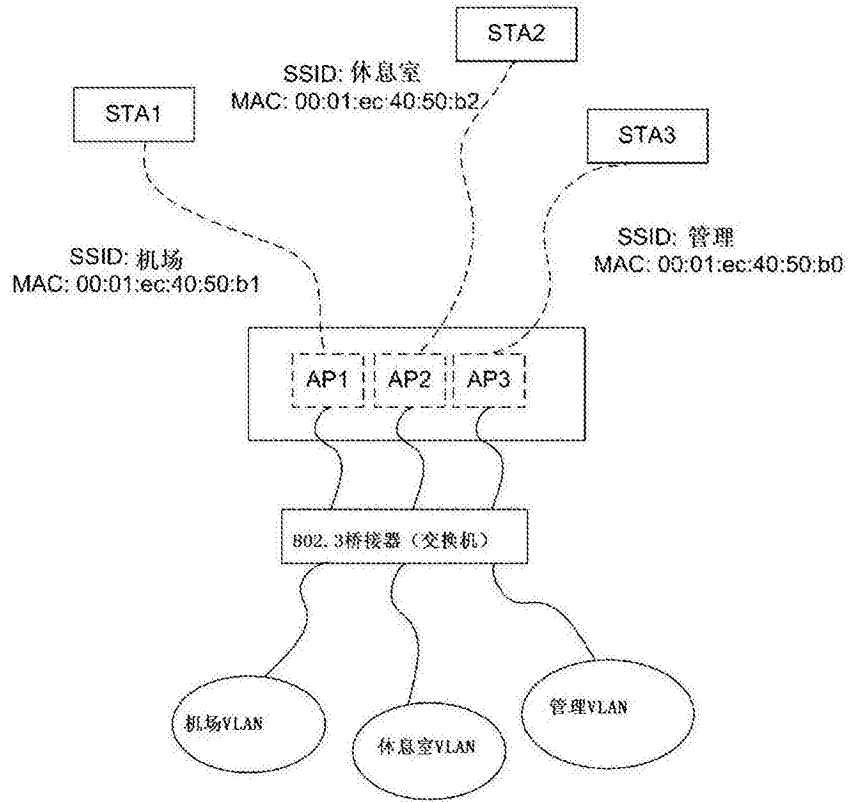 STA2
SSID: 休息室
MAC: 00:01:ec:40:50:b2
STA1
STA3
SSID: 机场
MAC: 00:01:ec:40:50:b1
SSID: 管理
MAC: 00:01:ec:40:50:b0
AP1
AP2
AP3
802.3桥接器（交换机）
机场VLAN
休息室VLAN
管理VLAN